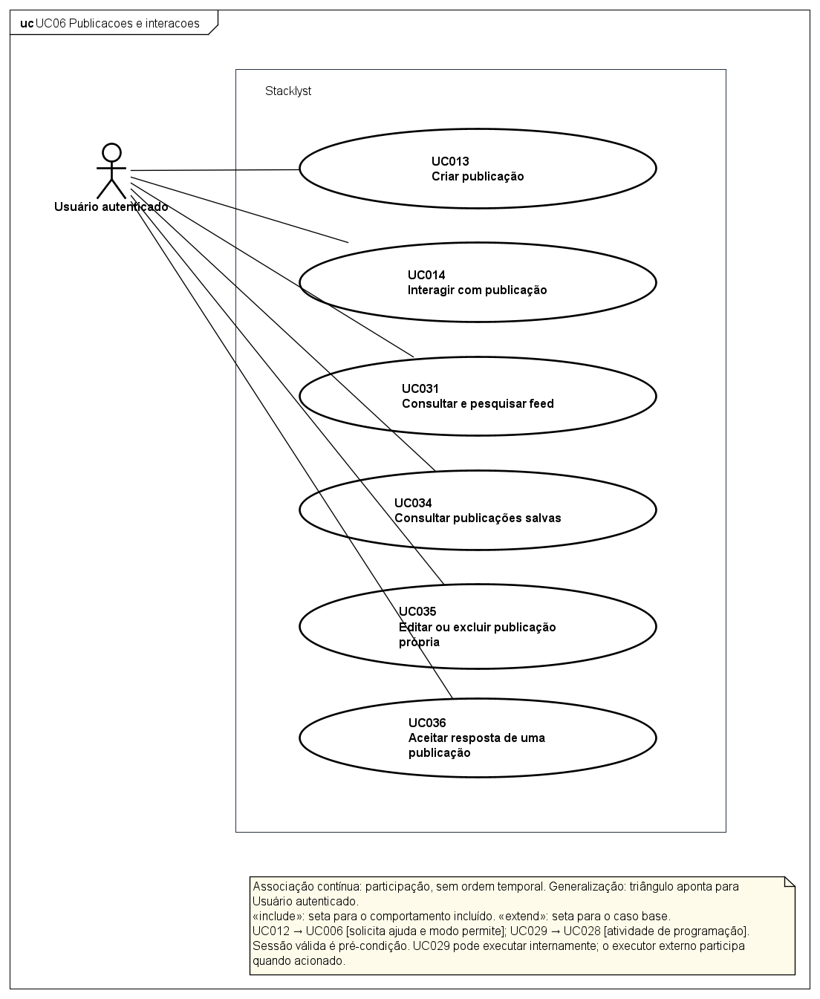 uc UC06 Publicacoes e interacoes
Stacklyst
Usuário autenticado
UC013
Criar publicação
UC014
Interagir com publicação
UC031
Consultar e pesquisar feed
UC034
Consultar publicações salvas
UC035
Editar ou excluir publicação
própria
UC036
Aceitar resposta de uma
publicação
Associação contínua: participação, sem ordem temporal. Generalização: triângulo aponta para
Usuário autenticado.
«include»: seta para o comportamento incluído. «extend»: seta para o caso base.
UC012 → UC006 [solicita ajuda e modo permite]; UC029 → UC028 [atividade de programação].
Sessão válida é pré-condição. UC029 pode executar internamente; o executor externo participa
quando acionado.